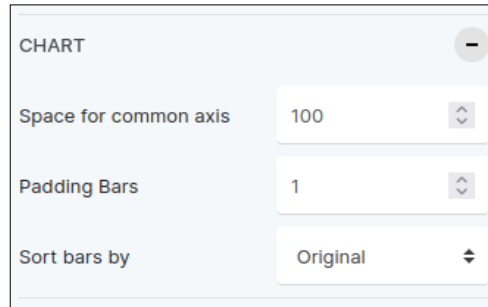 CHART
Space for common axis 100
Padding Bars 1
Sort bars by Original